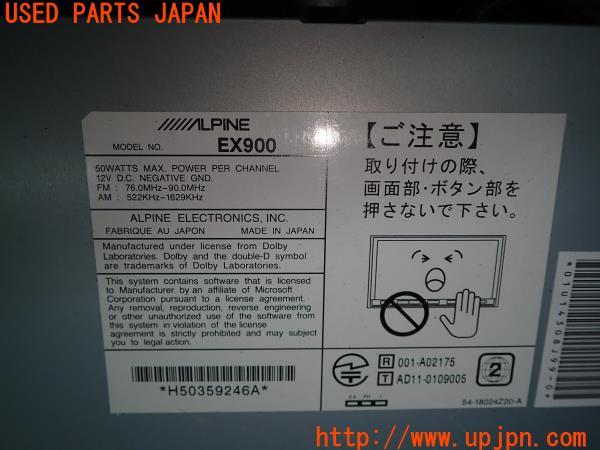 USED PARTS JAPAN
ALPINE
MODEL NO. EX900
50WATTS MAX. POWER PER CHANNEL
12V D.C. NEGATIVE GND.
FM : 76.0MHz-90.0MHz
AM : 522KHz-1629KHz
ALPINE ELECTRONICS, INC.
FABRIQUE AU JAPON MADE IN JAPAN
Manufactured under license from Dolby
Laboratories. Dolby and the double-D symbol
are trademarks of Dolby Laboratories.
This system contains software that is licensed
to Manufacturer by an affiliate of Microsoft
Corporation pursuant to a license agreement.
Any removal, reproduction, reverse engineering
or other unauthorized use of the software from
this system in violation of the license
agreement is strictly prohibited and may subject
you to legal action.
*H50359246A*
【ご注意】
取り付けの際、
画面部・ボタン部を
押さないで下さい。
R 001-A02175
T AD11-0109005
2
54-18024Z20-A
*01U14308J99-0*
http://www.upjpn.com